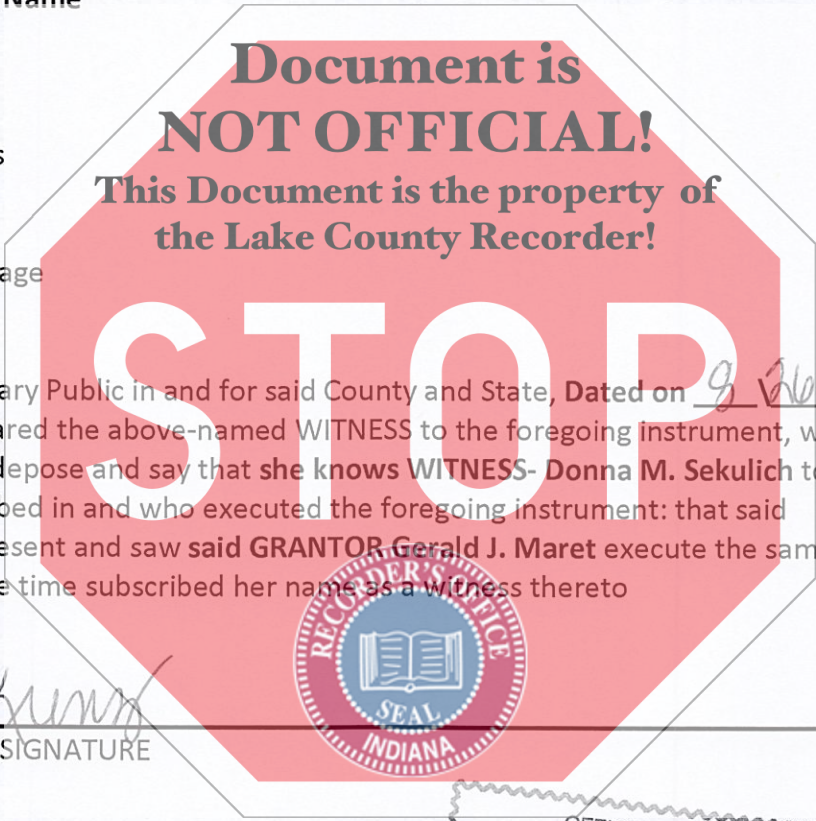 Name
Document is
NOT OFFICIAL!
This Document is the property of
the Lake County Recorder!
s
age
STOP
ary Public in and for said County and State, Dated on 8 \26
ared the above-named WITNESS to the foregoing instrument, w
depose and say that she knows WITNESS- Donna M. Sekulich to
bed in and who executed the foregoing instrument: that said
esent and saw said GRANTOR Gerald J. Maret execute the sam
e time subscribed her name as a witness thereto
RECORDER'S OFFICE
SEAL
INDIANA
SIGNATURE